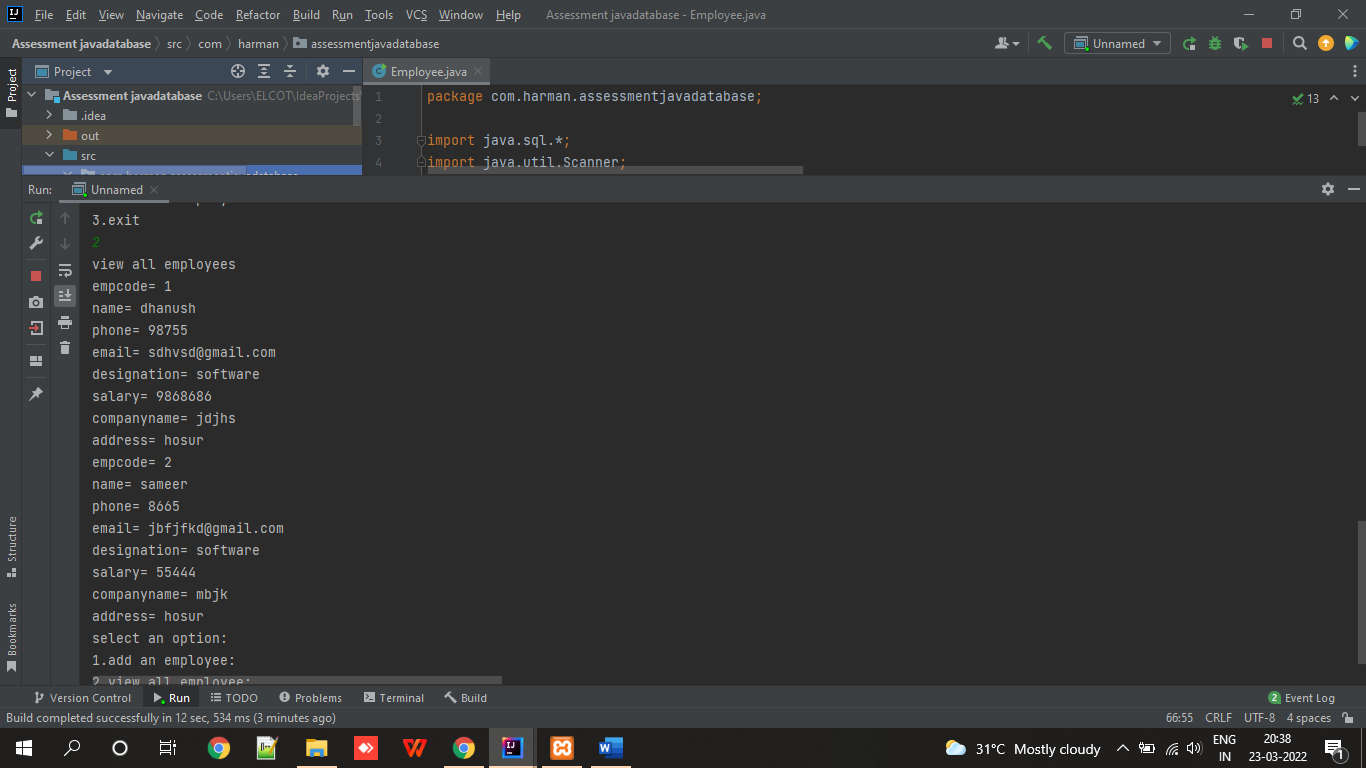 File Edit View Navigate Code Refactor Build Run Tools VCS Window Help Assessment javadatabase - Employee.java
Assessment javadatabase src com harman assessmentjavadatabase Unnamed
Project Employee.java
Assessment javadatabase C:\Users\ELCOT\IdeaProjects
.idea
out
src
1 package com.harman.assessmentjavadatabase;
2
3 import java.sql.*;
4 import java.util.Scanner;
13
Project
Run: Unnamed
3.exit
2
view all employees
empcode= 1
name= dhanush
phone= 98755
email= sdhvsd@gmail.com
designation= software
salary= 9868686
companyname= jdjhs
address= hosur
empcode= 2
name= sameer
phone= 8665
email= jbfjfkd@gmail.com
designation= software
salary= 55444
companyname= mbjk
address= hosur
select an option:
1.add an employee:
2.view all employee:
Structure
Bookmarks
Version Control Run TODO Problems Terminal Build 2 Event Log
Build completed successfully in 12 sec, 534 ms (3 minutes ago) 66:55 CRLF UTF-8 4 spaces
31°C Mostly cloudy ENG IN 20:38 23-03-2022 1